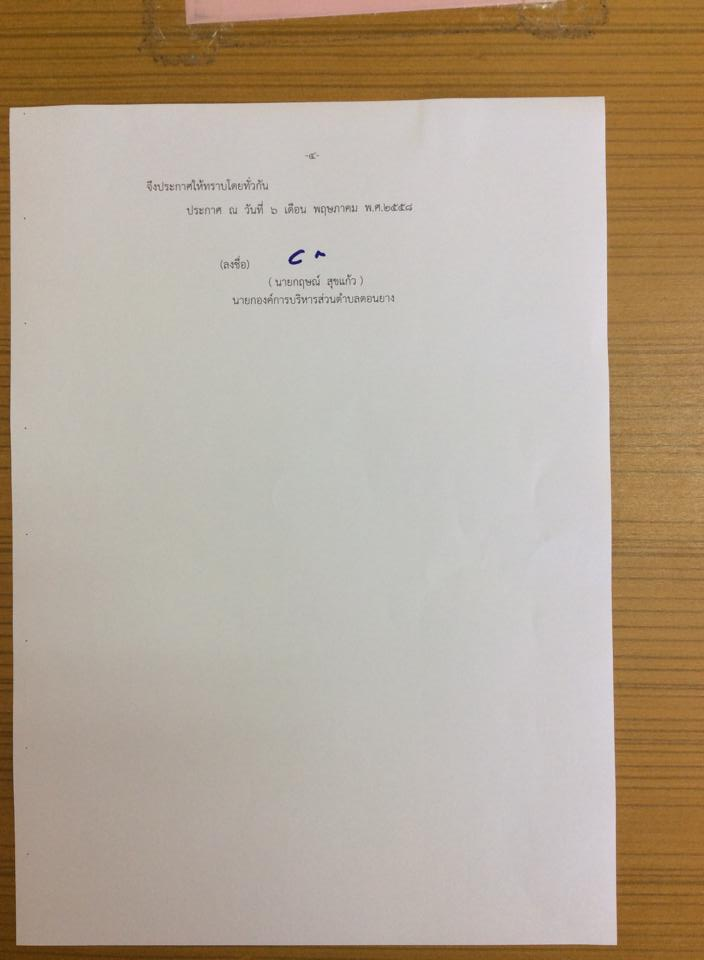 -๔-
จึงประกาศให้ทราบโดยทั่วกัน
ประกาศ ณ วันที่ ๖ เดือน พฤษภาคม พ.ศ.๒๕๕๘
(ลงชื่อ)
( นายกฤษณ์ สุขแก้ว )
นายกองค์การบริหารส่วนตำบลดอนยาง